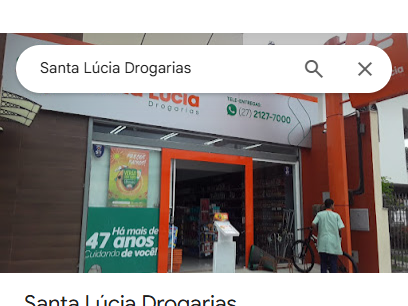 Santa Lúcia Drogarias
Lúcia
Drogarias
TELE-ENTREGAS:
(27) 2127-7000
Há mais de
47 anos
Cuidando de você!
Santa Lúcia Drogarias